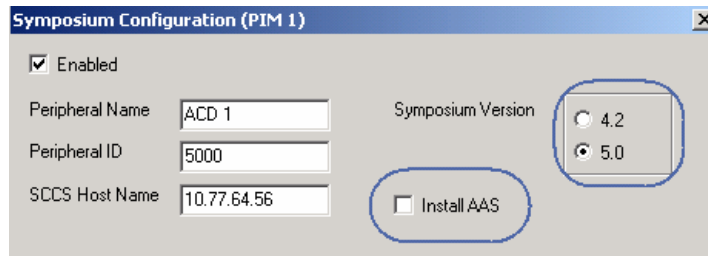 Symposium Configuration (PIM 1)
Enabled
Peripheral Name
ACD 1
Symposium Version
4.2
5.0
Peripheral ID
5000
SCCS Host Name
10.77.64.56
Install AAS